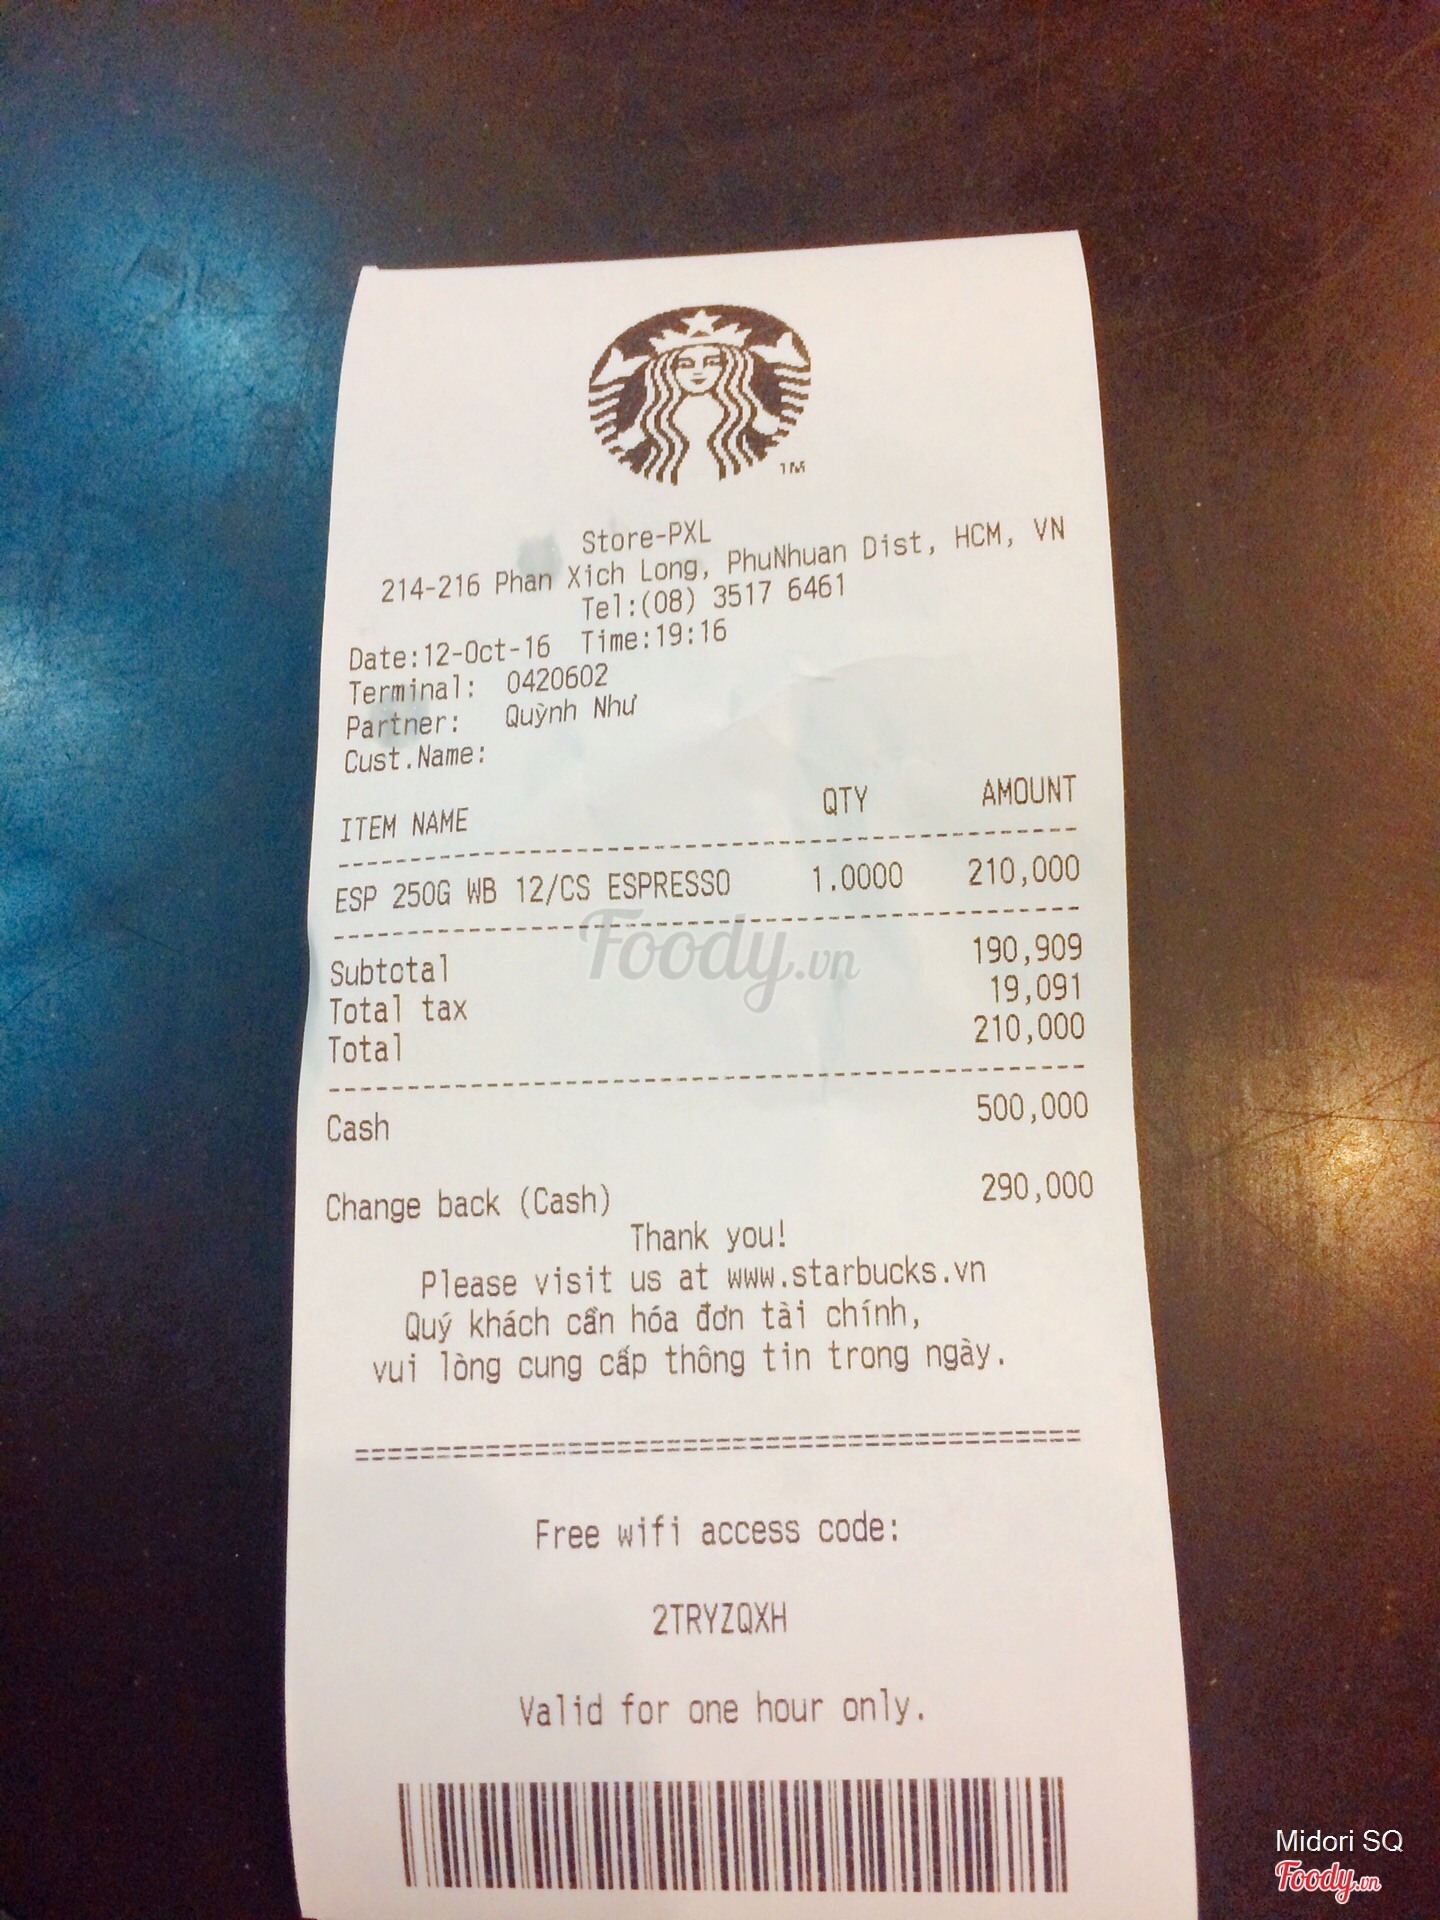 TM
Store-PXL
214-216 Phan Xich Long, PhuNhuan Dist, HCM, VN
Tel:(08) 3517 6461
Date:12-Oct-16 Time:19:16
Terminal: 0420602
Partner: Quỳnh Như
Cust.Name:
ITEM NAME QTY AMOUNT
ESP 250G WB 12/CS ESPRESSO 1.0000 210,000
Foody.vn
Subtotal 190,909
Total tax 19,091
Total 210,000
Cash 500,000
Change back (Cash) 290,000
Thank you!
Please visit us at www.starbucks.vn
Quý khách cần hóa đơn tài chính,
vui lòng cung cấp thông tin trong ngày.
Free wifi access code:
2TRYZQXH
Valid for one hour only.
Midori SQ
Foody.vn